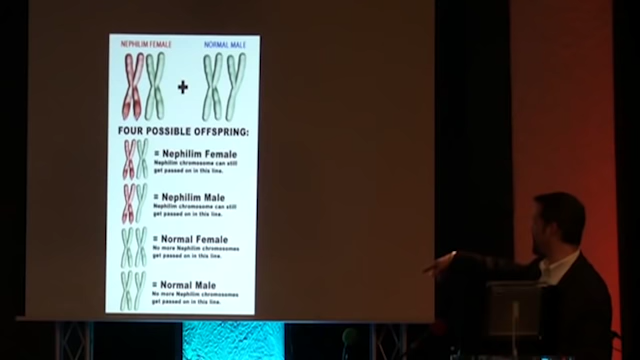 NEPHILIM FEMALE NORMAL MALE
+
FOUR POSSIBLE OFFSPRING:
= Nephilim Female
Nephilim chromosome can still
get passed on in this line.
= Nephilim Male
Nephilim chromosome can still
get passed on in this line.
= Normal Female
No more Nephilim chromosomes
get passed on in this line.
= Normal Male
No more Nephilim chromosomes
get passed on in this line.